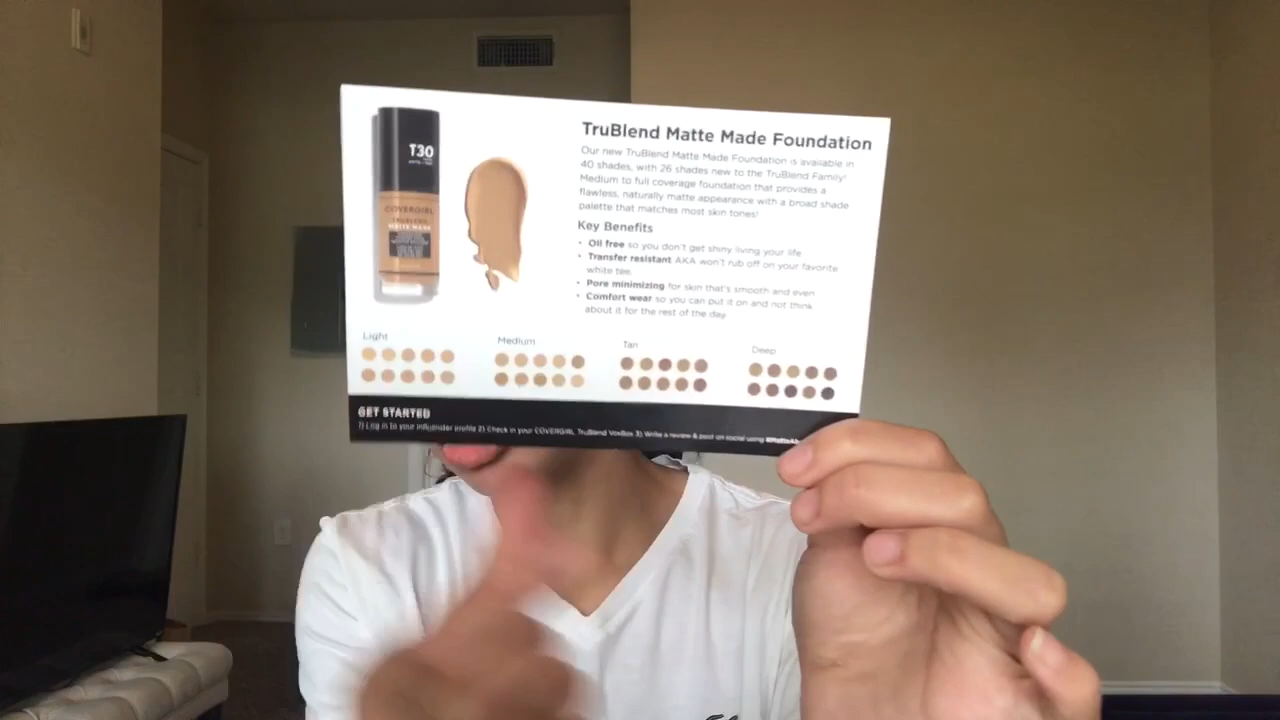 TruBlend Matte Made Foundation
Our new TruBlend Matte Made Foundation is available in
40 shades, with 26 shades new to the TruBlend Family!
Medium to full coverage foundation that provides a
flawless, naturally matte appearance with a broad shade
palette that matches most skin tones!
Key Benefits
• Oil free so you don't get shiny living your life
• Transfer resistant AKA won't rub off on your favorite
white tee.
• Pore minimizing for skin that's smooth and even
• Comfort wear so you can put it on and not think
about it for the rest of the day
T30
COVERGIRL
TRUBLEND
MATTE MADE
Light
Medium
Tan
Deep
GET STARTED
1) Log in to your Influenster profile 2) Check in your COVERGIRL TruBlend VoxBox 3) Write a review & post on social using